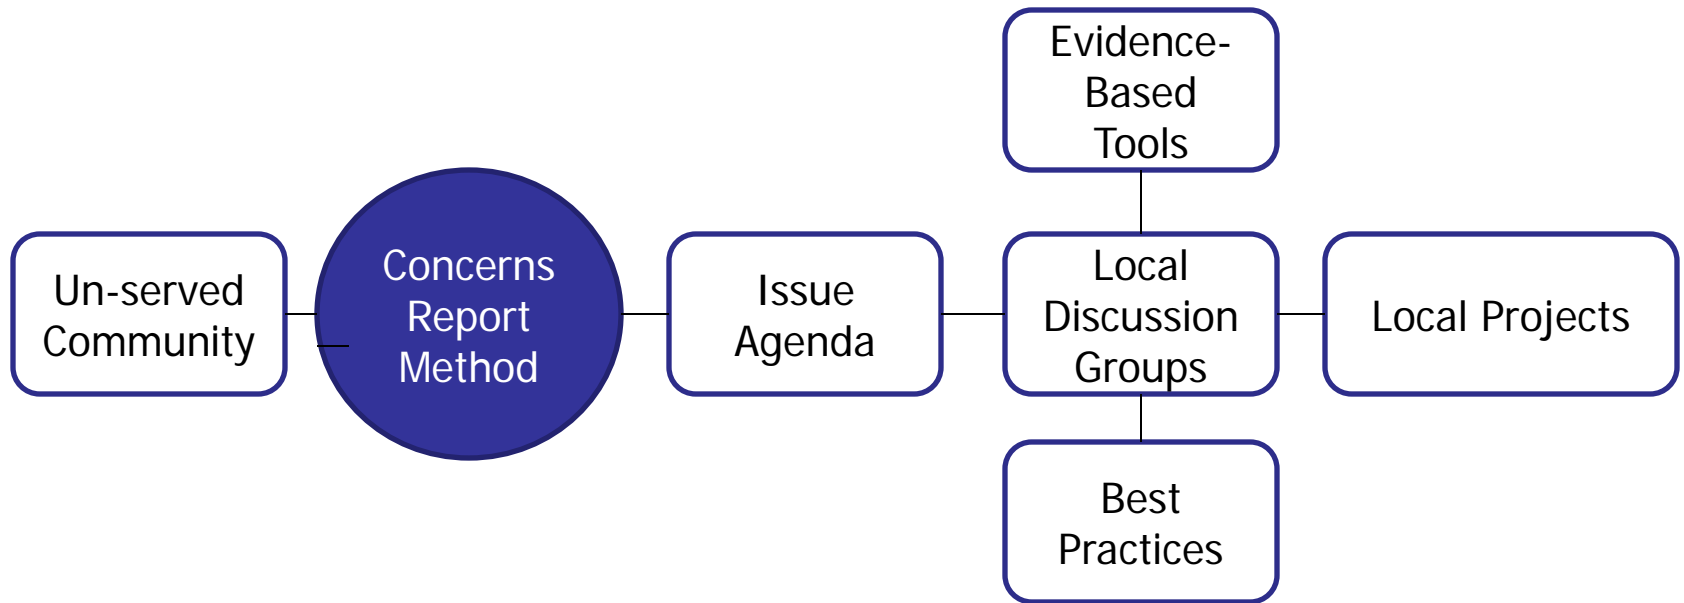 Evidence-
Based
Tools
Un-served
Community
Concerns
Report
Method
Issue
Agenda
Local
Discussion
Groups
Local Projects
Best
Practices